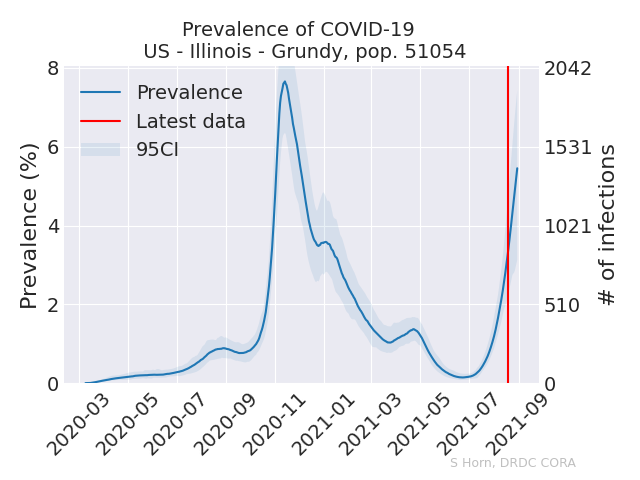 Prevalence of COVID-19
US - Illinois - Grundy, pop. 51054
Prevalence
Latest data
95CI
Prevalence (%)
8
6
4
2
0
2042
1531
1021
510
0
# of infections
2020-03
2020-05
2020-07
2020-09
2020-11
2021-01
2021-03
2021-05
2021-07
2021-09
S Horn, DRDC CORA